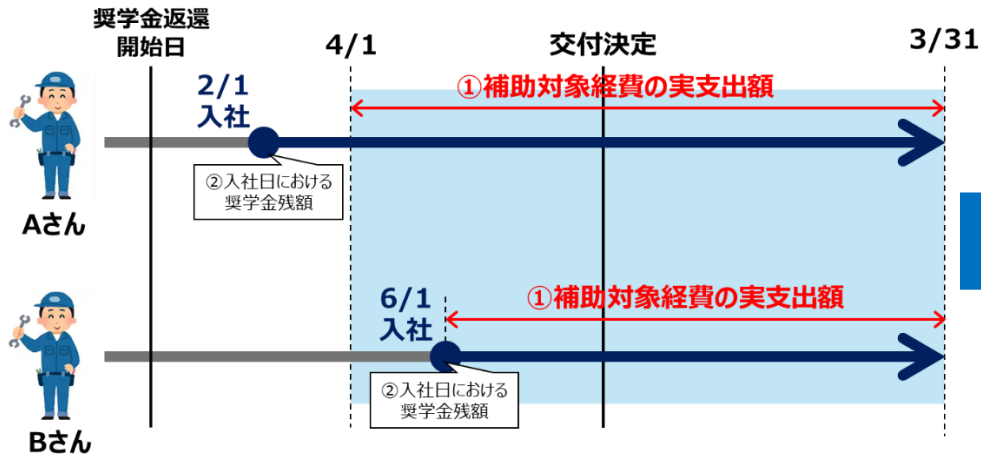 奨学金返還
開始日
4/1
交付決定
3/31
2/1
入社
①補助対象経費の実支出額
②入社日における
奨学金残額
Aさん
6/1
入社
①補助対象経費の実支出額
②入社日における
奨学金残額
Bさん